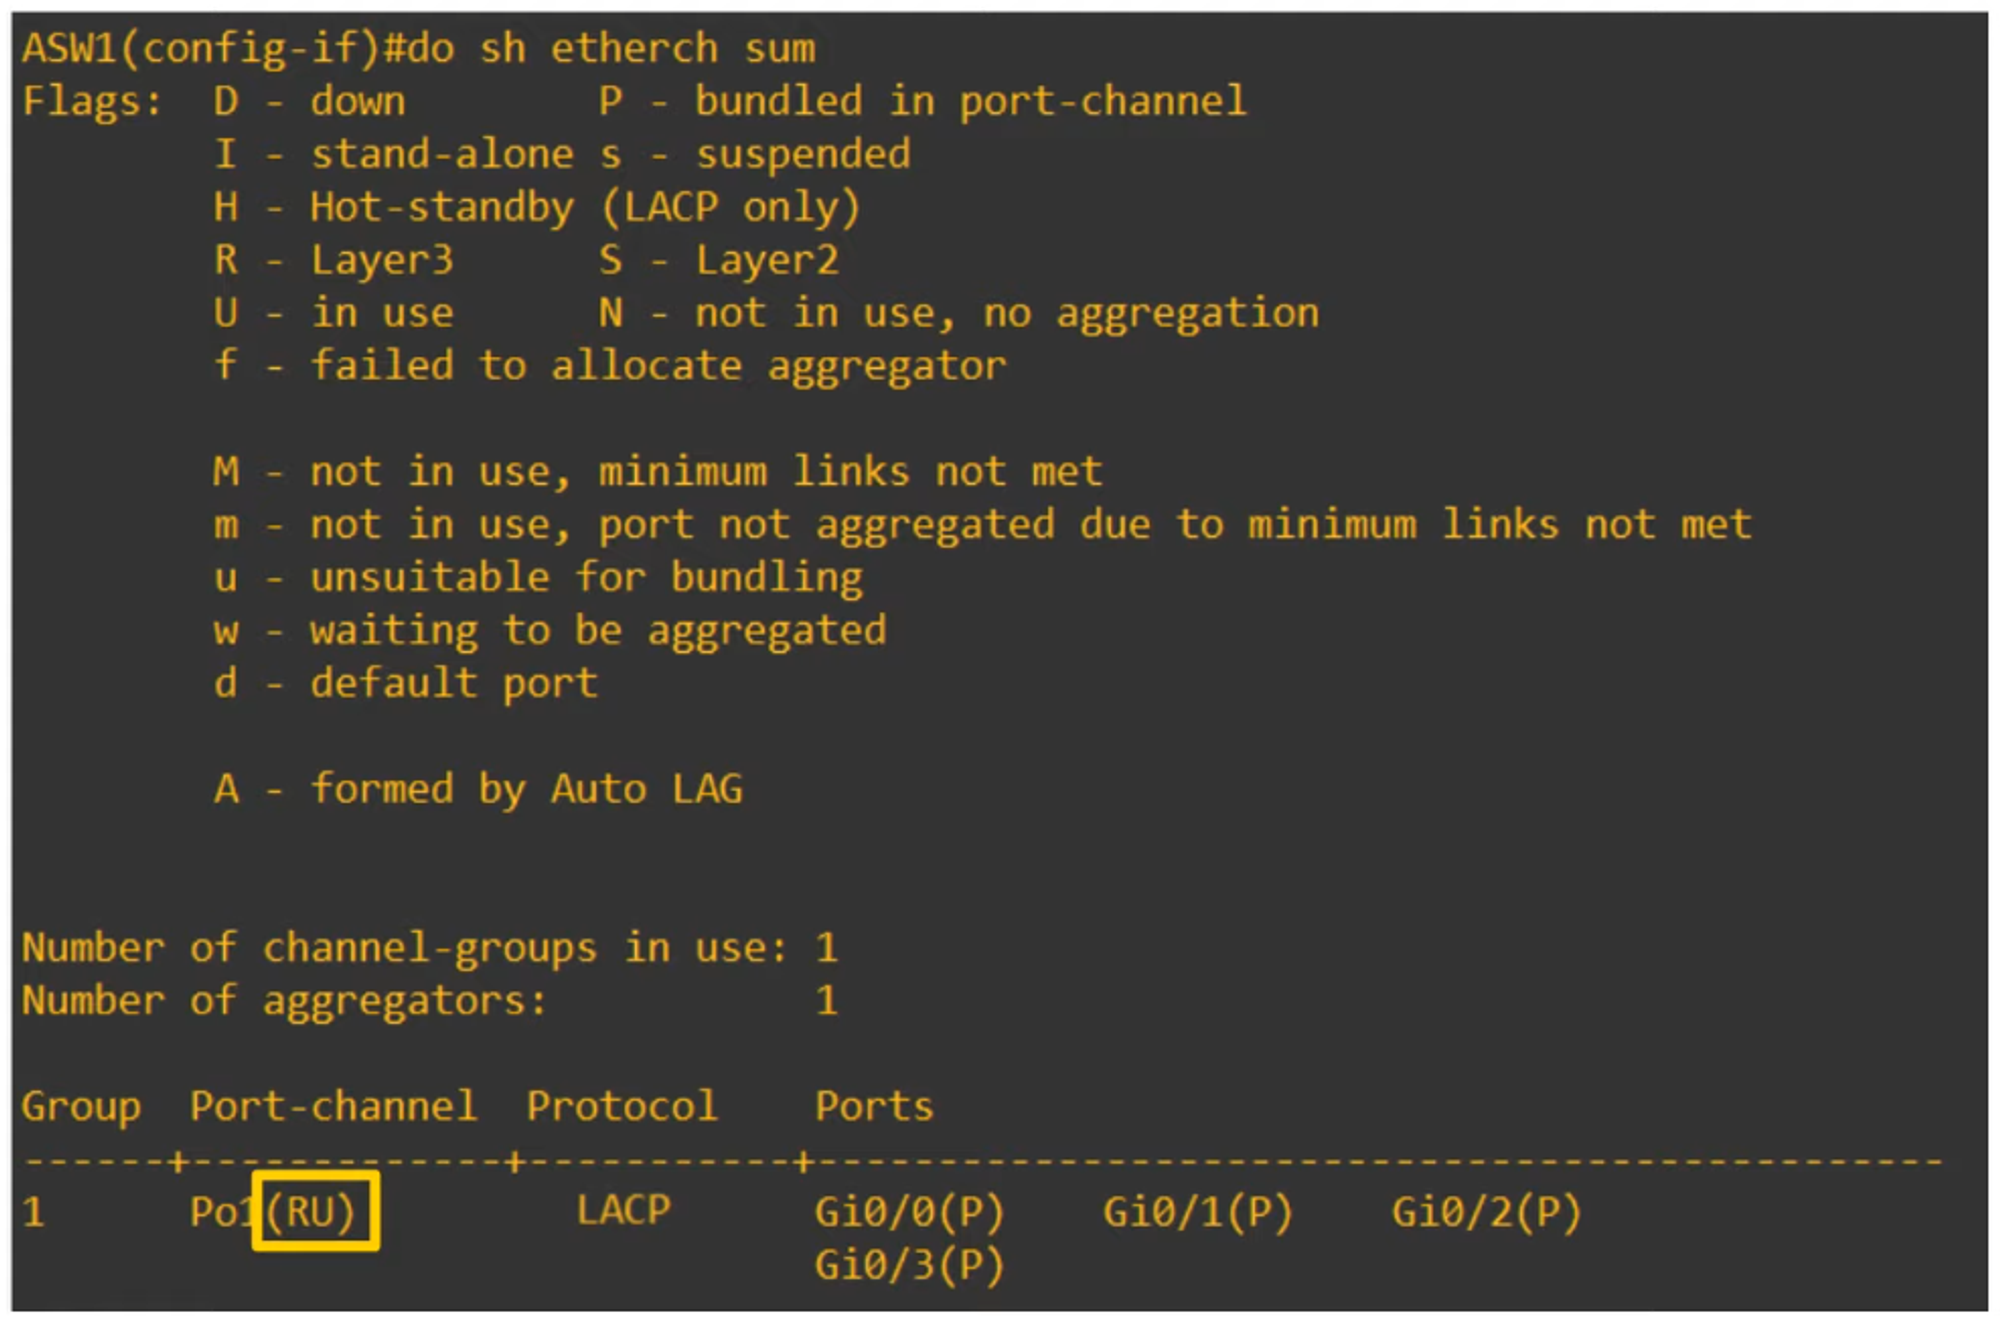 ASW1(config-if)#do sh etherch sum
Flags:  D - down        P - bundled in port-channel
        I - stand-alone s - suspended
        H - Hot-standby (LACP only)
        R - Layer3      S - Layer2
        U - in use      N - not in use, no aggregation
        f - failed to allocate aggregator

        M - not in use, minimum links not met
        m - not in use, port not aggregated due to minimum links not met
        u - unsuitable for bundling
        w - waiting to be aggregated
        d - default port

        A - formed by Auto LAG

Number of channel-groups in use: 1
Number of aggregators:           1

Group  Port-channel  Protocol    Ports
------+-------------+-----------+-----------------------------------------------
1      Po1(RU)         LACP      Gi0/0(P)    Gi0/1(P)    Gi0/2(P)
                                 Gi0/3(P)